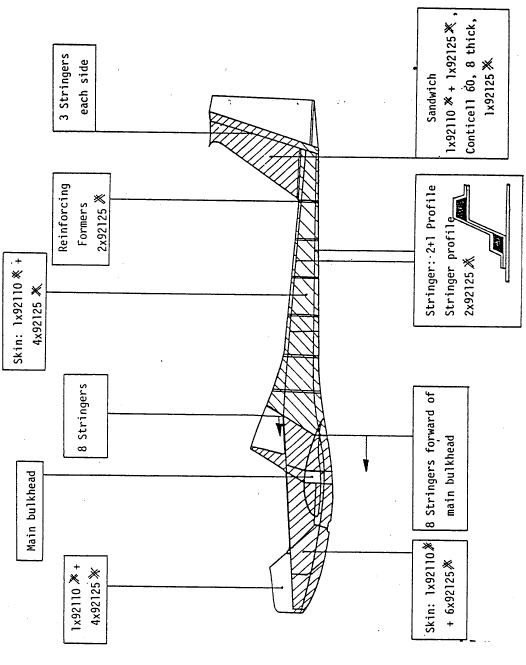 3 Stringers
each side
Reinforcing
Formers
2x92125 ※
Skin: 1x92110 ※ +
4x92125 ※
8 Stringers
Main bulkhead
1x92110 ※ +
4x92125 ※
Sandwich
1x92110 ※ + 1x92125 ※ ,
Conticell 60, 8 thick,
1x92125 ※
Stringer: 2+1 Profile
Stringer profile
2x92125 ※
8 Stringers forward of
main bulkhead
Skin: 1x92110 ※
+ 6x92125 ※